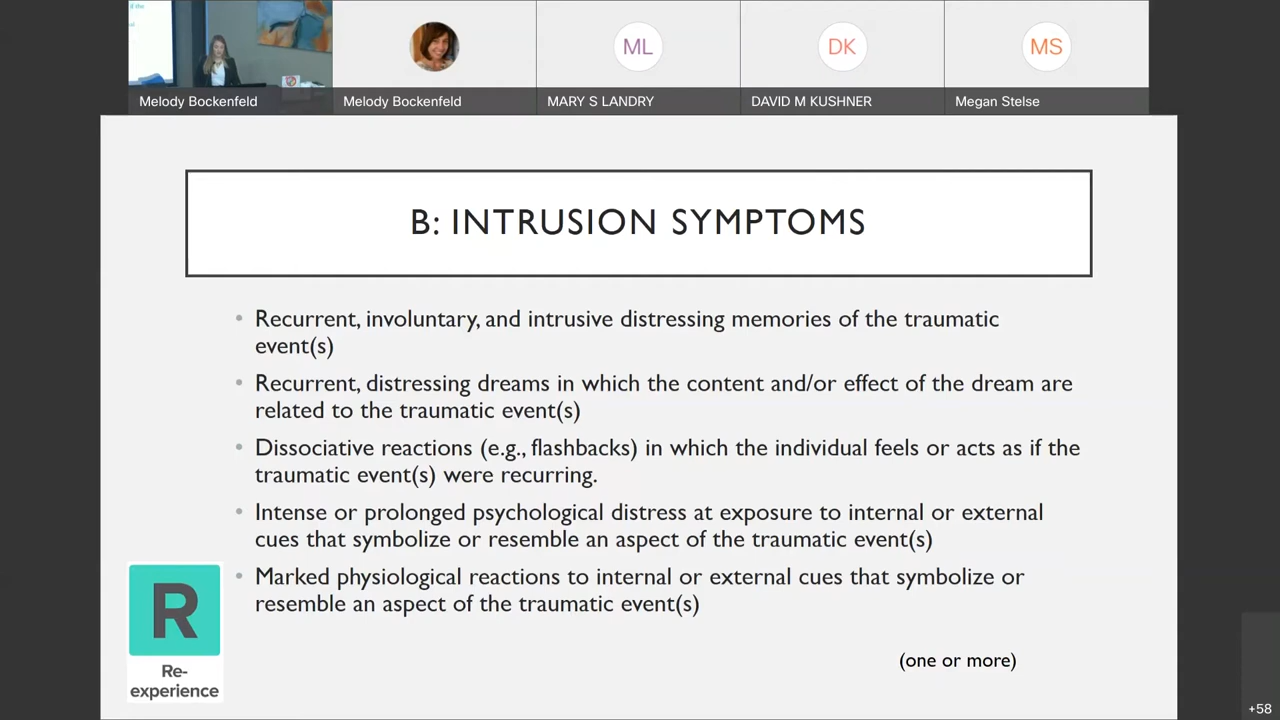 if the
Melody Bockenfeld
Melody Bockenfeld
ML
MARY S LANDRY
DK
DAVID M KUSHNER
MS
Megan Stelse
B: INTRUSION SYMPTOMS
• Recurrent, involuntary, and intrusive distressing memories of the traumatic
event(s)
• Recurrent, distressing dreams in which the content and/or effect of the dream are
related to the traumatic event(s)
• Dissociative reactions (e.g., flashbacks) in which the individual feels or acts as if the
traumatic event(s) were recurring.
• Intense or prolonged psychological distress at exposure to internal or external
cues that symbolize or resemble an aspect of the traumatic event(s)
• Marked physiological reactions to internal or external cues that symbolize or
resemble an aspect of the traumatic event(s)
R
Re-
experience
(one or more)
+58